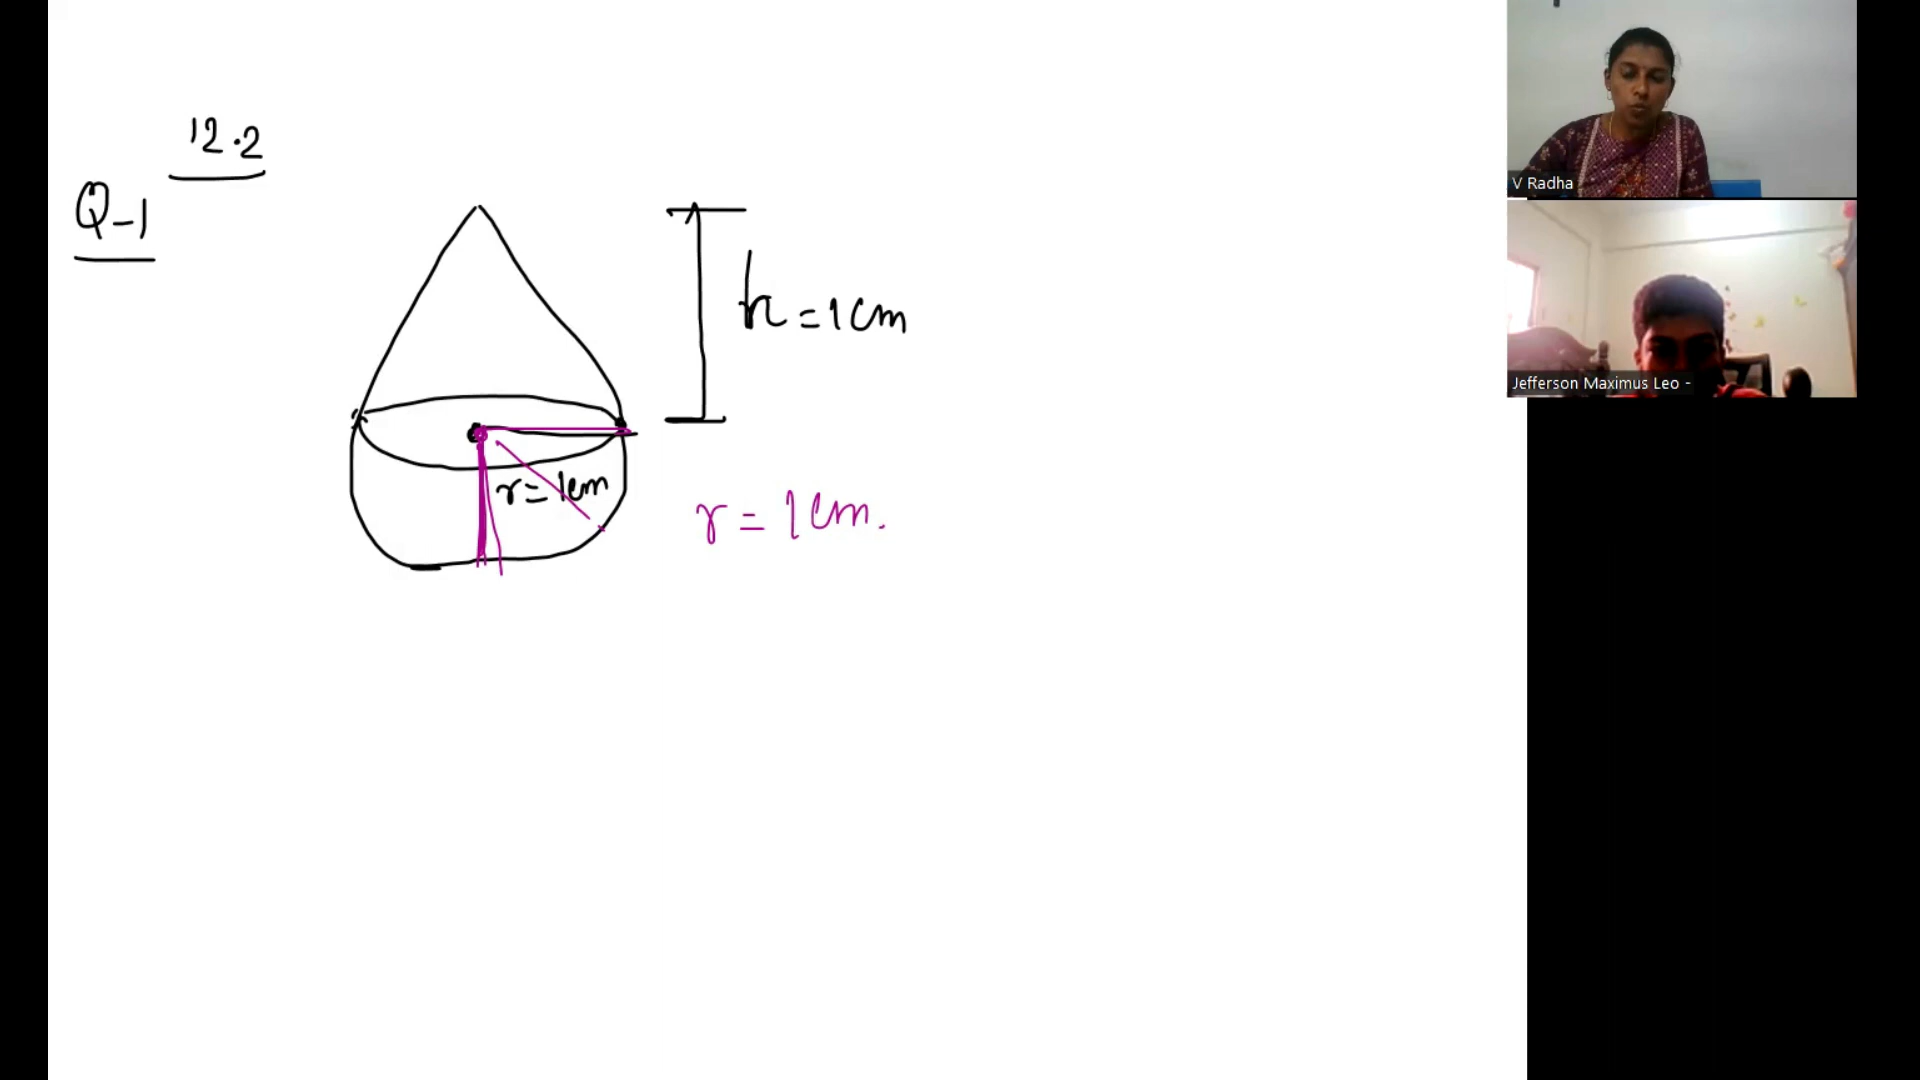 12.2
Q-1
h = 1cm
r = 1cm
r = 1cm.
V Radha
Jefferson Maximus Leo -